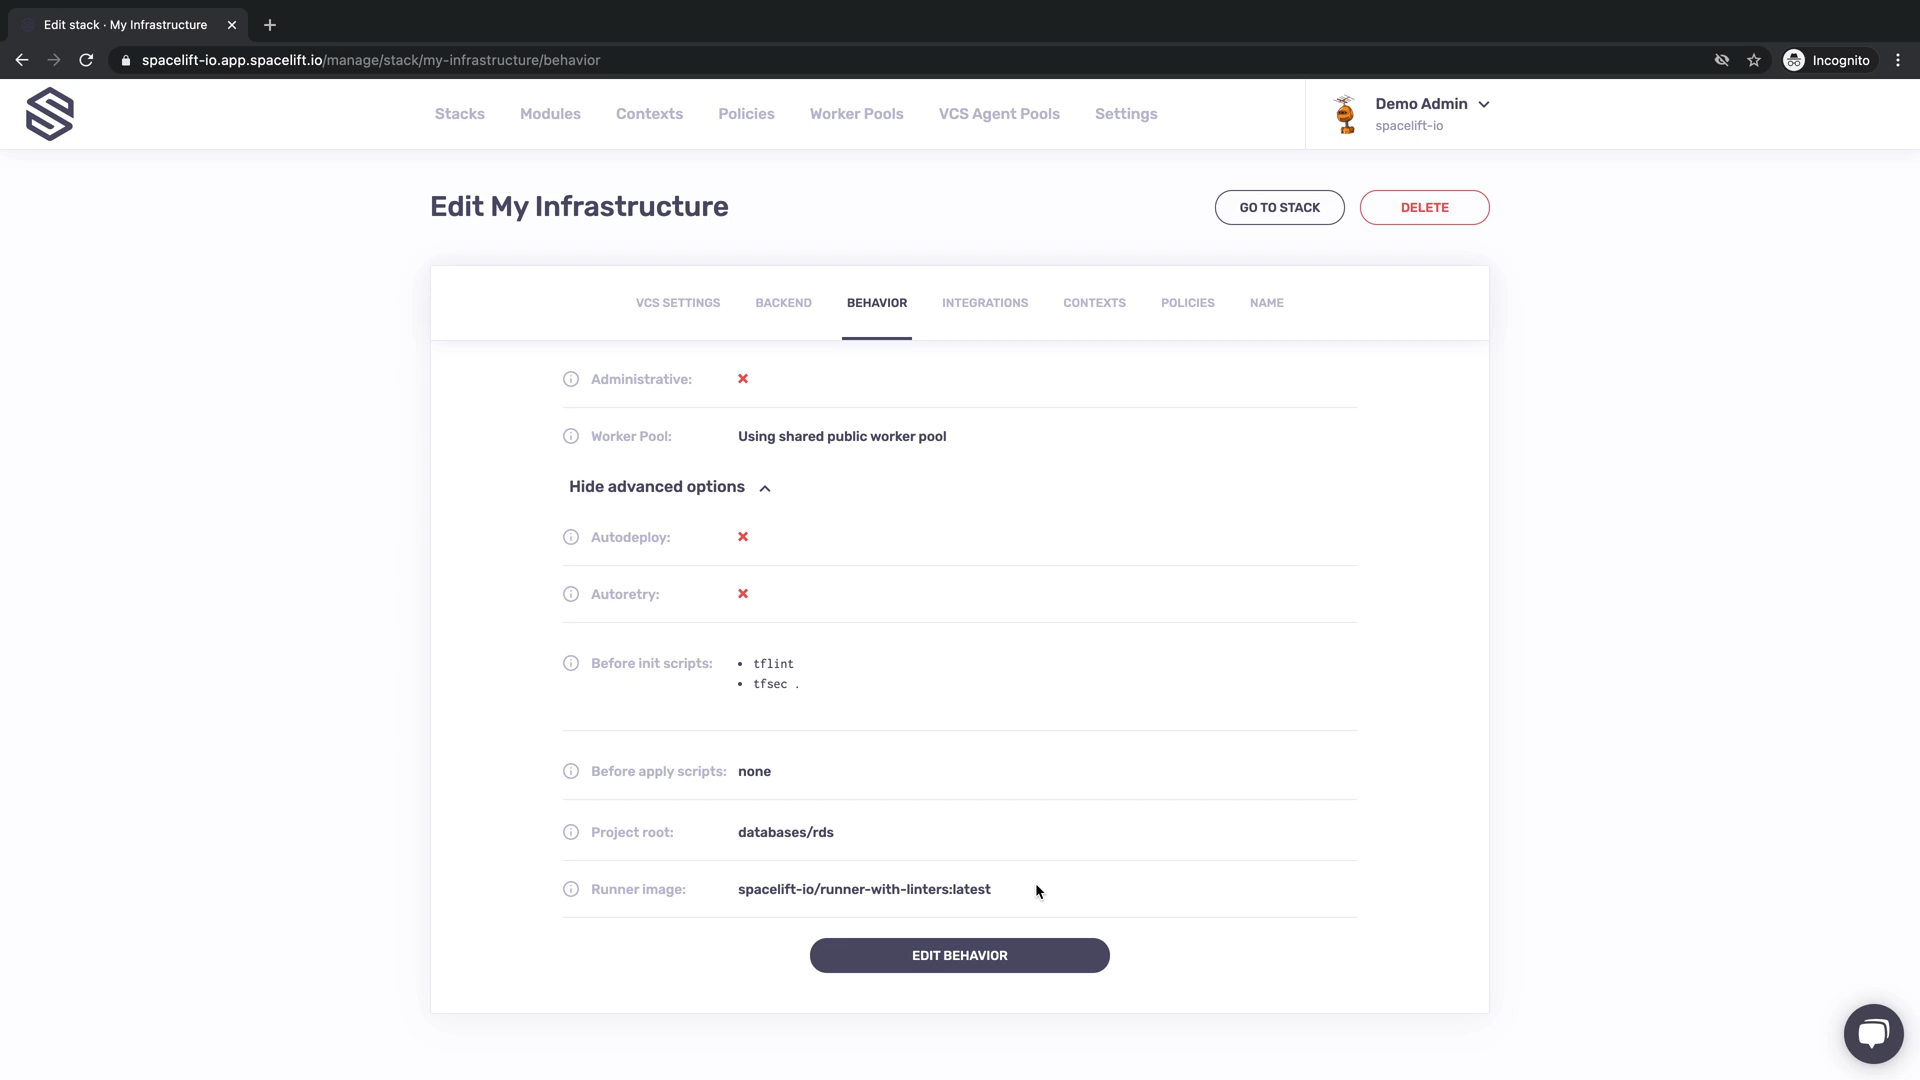 Edit stack · My Infrastructure
spacelift-io.app.spacelift.io/manage/stack/my-infrastructure/behavior
Incognito
Stacks
Modules
Contexts
Policies
Worker Pools
VCS Agent Pools
Settings
Demo Admin
spacelift-io
Edit My Infrastructure
GO TO STACK
DELETE
VCS SETTINGS
BACKEND
BEHAVIOR
INTEGRATIONS
CONTEXTS
POLICIES
NAME
Administrative:
Worker Pool: Using shared public worker pool
Hide advanced options
Autodeploy:
Autoretry:
Before init scripts: • tflint
• tfsec .
Before apply scripts: none
Project root: databases/rds
Runner image: spacelift-io/runner-with-linters:latest
EDIT BEHAVIOR